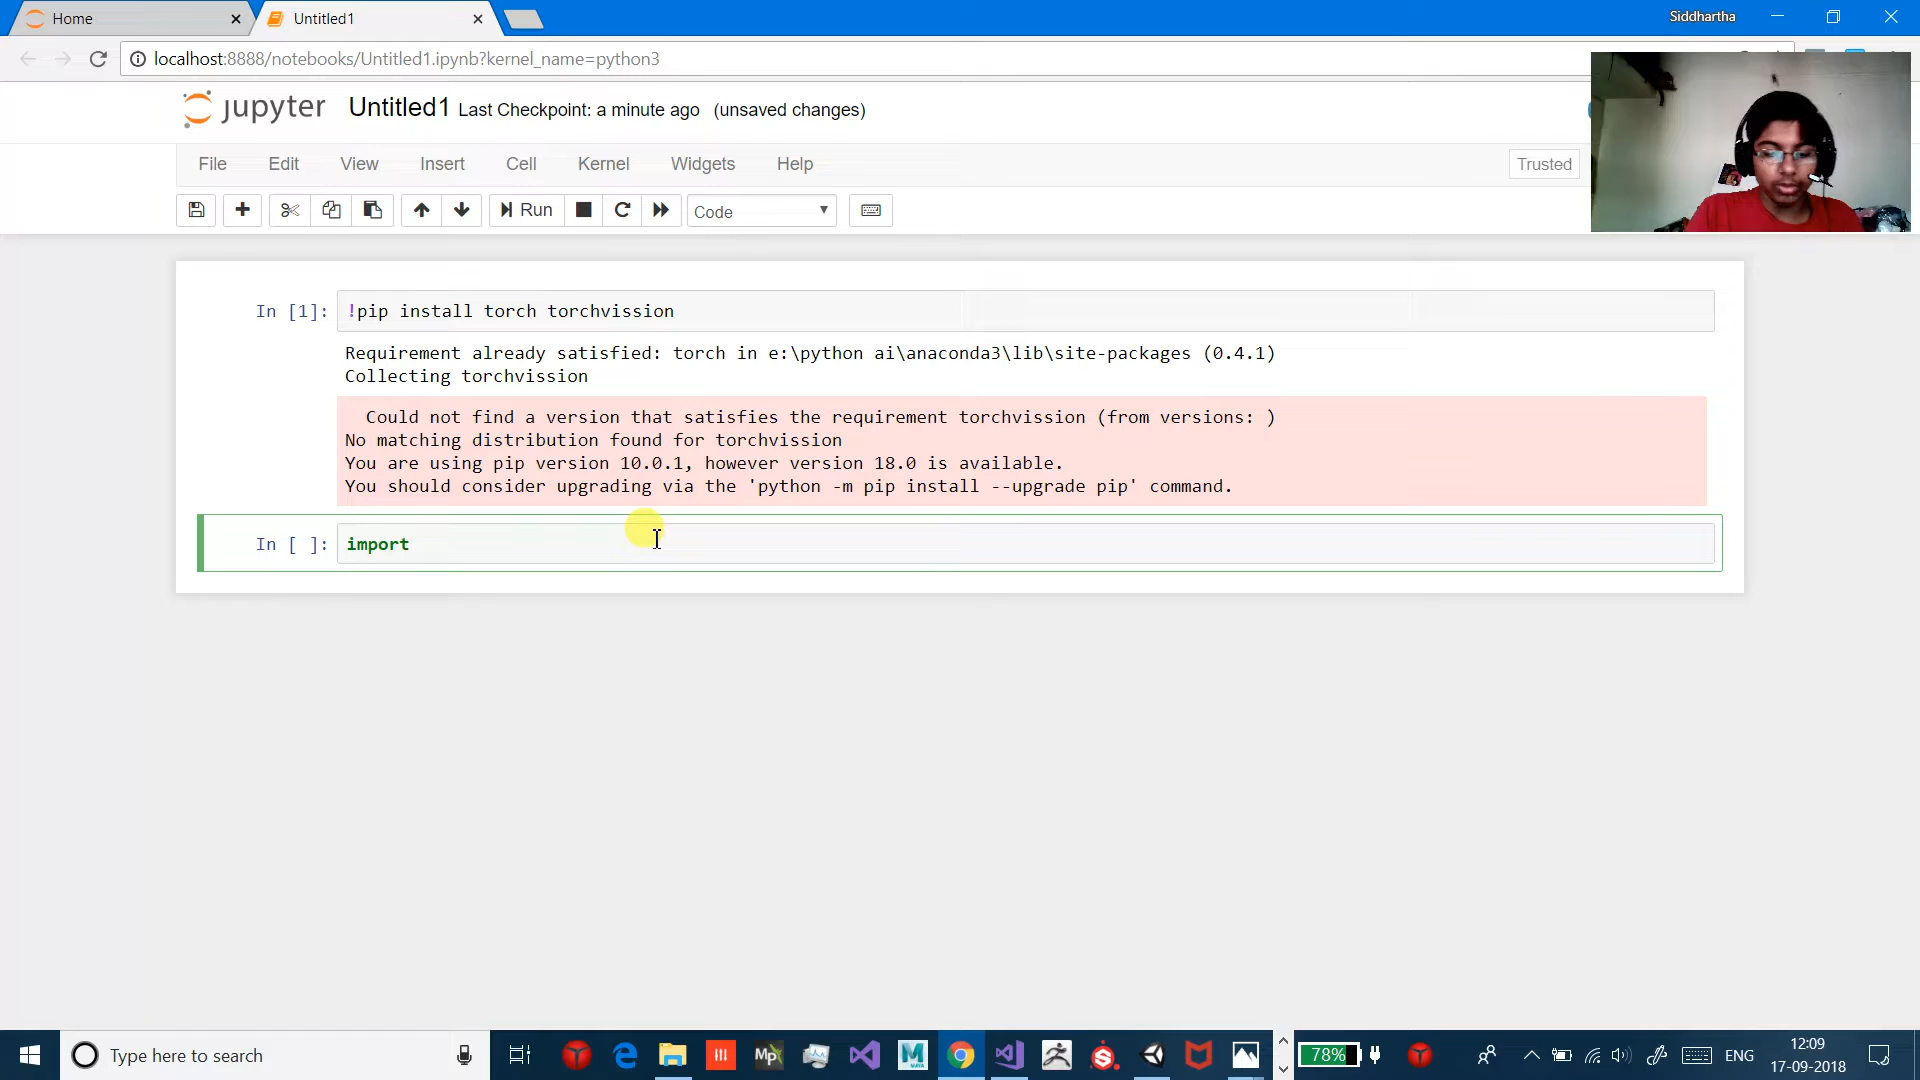 Home
Untitled1
Siddhartha
localhost:8888/notebooks/Untitled1.ipynb?kernel_name=python3
jupyter Untitled1 Last Checkpoint: a minute ago (unsaved changes)
File Edit View Insert Cell Kernel Widgets Help Trusted
Run Code
In [1]: !pip install torch torchvission
Requirement already satisfied: torch in e:\python ai\anaconda3\lib\site-packages (0.4.1)
Collecting torchvission
Could not find a version that satisfies the requirement torchvission (from versions: )
No matching distribution found for torchvission
You are using pip version 10.0.1, however version 18.0 is available.
You should consider upgrading via the 'python -m pip install --upgrade pip' command.
In [ ]: import
Type here to search
Mp
M
MAYA
78%
ENG
12:09
17-09-2018